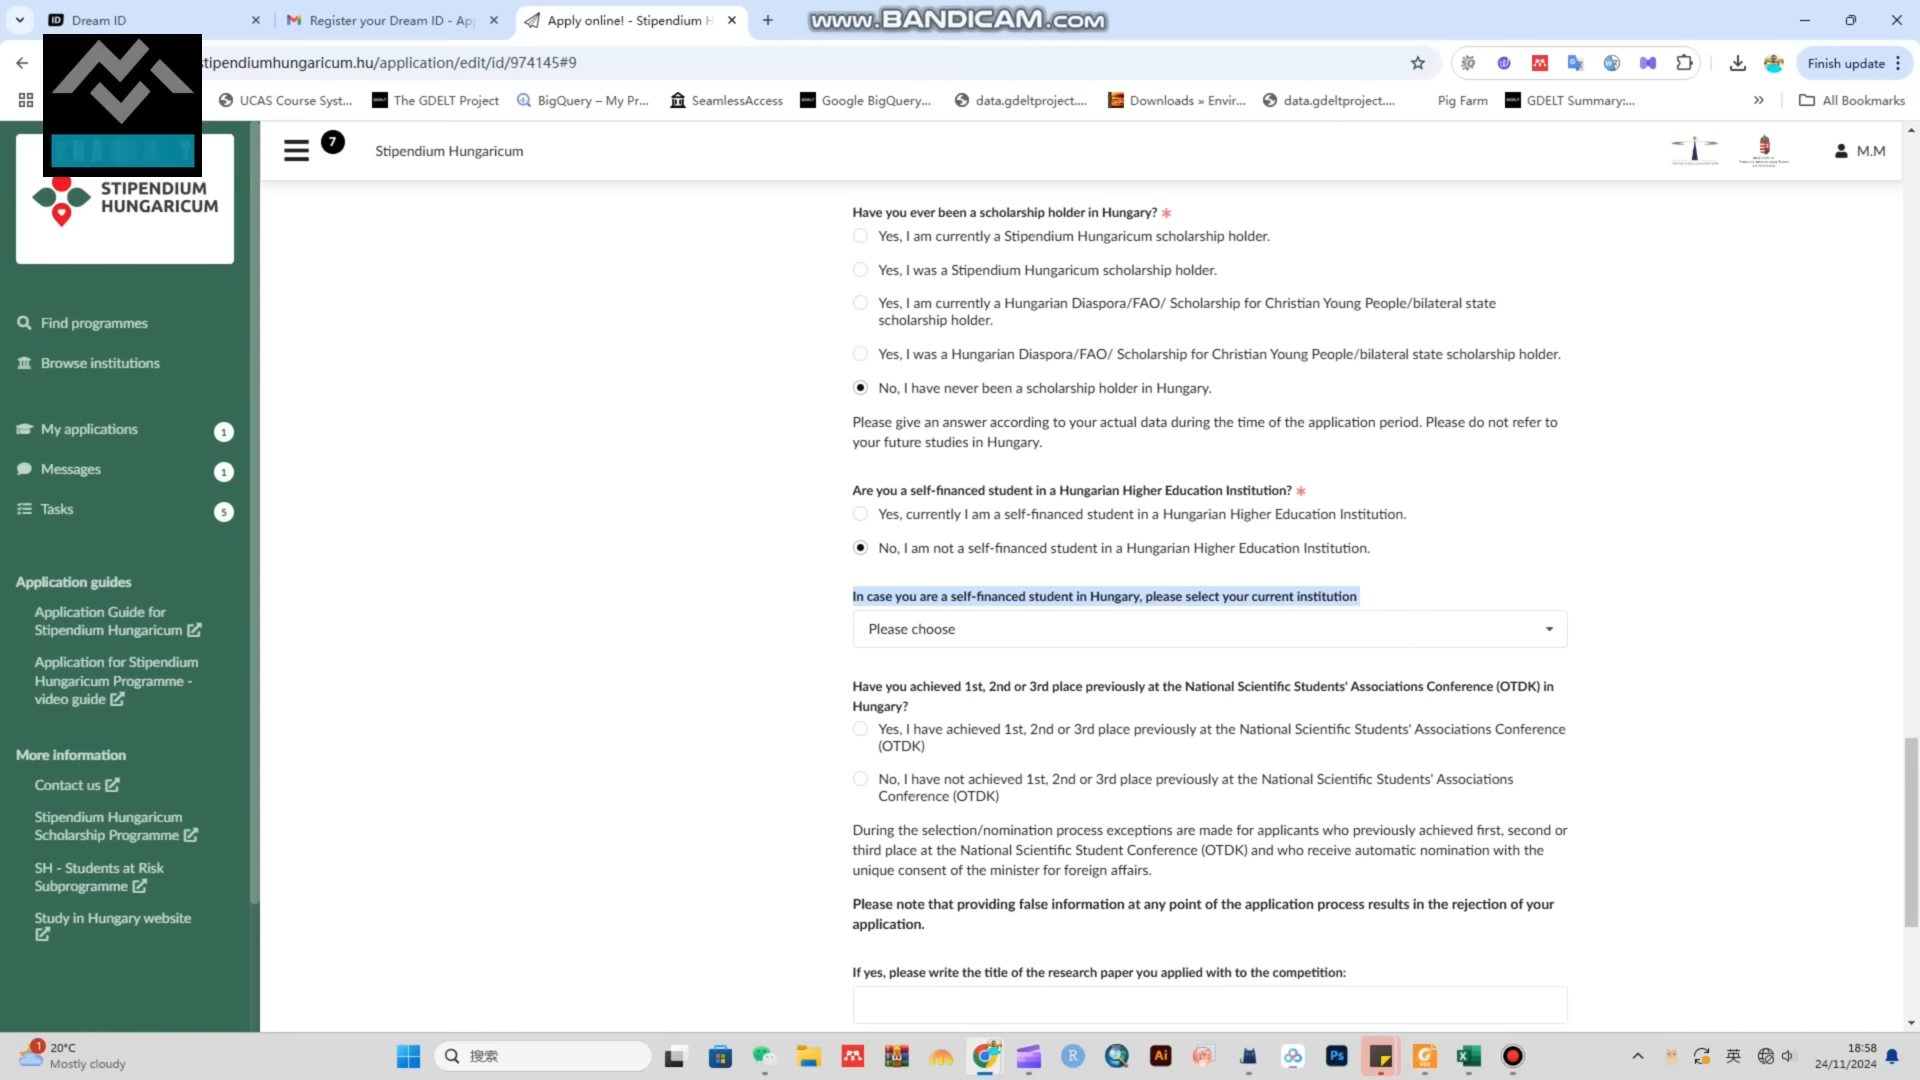 Dream ID
Register your Dream ID - Ap
Apply online! - Stipendium H
www.BANDICAM.com
stipendiumhungaricum.hu/application/edit/id/974145#9
Finish update
UCAS Course Syst...
The GDELT Project
BigQuery – My Pr...
SeamlessAccess
Google BigQuery...
data.gdeltproject....
Downloads » Envir...
data.gdeltproject....
Pig Farm
GDELT Summary:...
All Bookmarks
STIPENDIUM
HUNGARICUM
7
Stipendium Hungaricum
M.M
Find programmes
Browse institutions
My applications 1
Messages 1
Tasks 5
Application guides
Application Guide for
Stipendium Hungaricum
Application for Stipendium
Hungaricum Programme -
video guide
More information
Contact us
Stipendium Hungaricum
Scholarship Programme
SH - Students at Risk
Subprogramme
Study in Hungary website
Have you ever been a scholarship holder in Hungary? *
Yes, I am currently a Stipendium Hungaricum scholarship holder.
Yes, I was a Stipendium Hungaricum scholarship holder.
Yes, I am currently a Hungarian Diaspora/FAO/ Scholarship for Christian Young People/bilateral state
scholarship holder.
Yes, I was a Hungarian Diaspora/FAO/ Scholarship for Christian Young People/bilateral state scholarship holder.
No, I have never been a scholarship holder in Hungary.
Please give an answer according to your actual data during the time of the application period. Please do not refer to
your future studies in Hungary.
Are you a self-financed student in a Hungarian Higher Education Institution? *
Yes, currently I am a self-financed student in a Hungarian Higher Education Institution.
No, I am not a self-financed student in a Hungarian Higher Education Institution.
In case you are a self-financed student in Hungary, please select your current institution
Please choose
Have you achieved 1st, 2nd or 3rd place previously at the National Scientific Students' Associations Conference (OTDK) in
Hungary?
Yes, I have achieved 1st, 2nd or 3rd place previously at the National Scientific Students' Associations Conference
(OTDK)
No, I have not achieved 1st, 2nd or 3rd place previously at the National Scientific Students' Associations
Conference (OTDK)
During the selection/nomination process exceptions are made for applicants who previously achieved first, second or
third place at the National Scientific Student Conference (OTDK) and who receive automatic nomination with the
unique consent of the minister for foreign affairs.
Please note that providing false information at any point of the application process results in the rejection of your
application.
If yes, please write the title of the research paper you applied with to the competition:
1
20°C
Mostly cloudy
搜索
R
Ai
Ps
英
18:58
24/11/2024